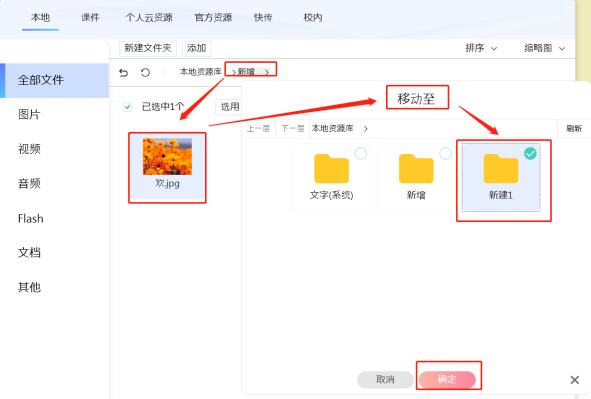 本地 课件 个人云资源 官方资源 快传 校内
新建文件夹 添加 排序 缩略图
全部文件
本地资源库 新增
已选中1个 选用
移动至
图片
上一层 下一层 本地资源库 刷新
视频
欢.jpg
文字(系统) 新增 新建1
音频
Flash
文档
其他
取消 确定